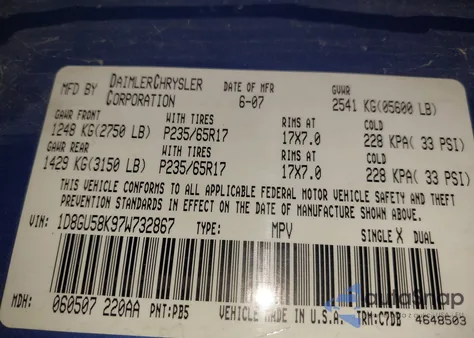 MFD BY DAIMLERCHRYSLER CORPORATION DATE OF MFR 6-07 GVWR 2541 KG(05600 LB)
GAWR FRONT WITH TIRES RIMS AT COLD
1248 KG(2750 LB) P235/65R17 17X7.0 228 KPA( 33 PSI)
GAWR REAR WITH TIRES RIMS AT COLD
1429 KG(3150 LB) P235/65R17 17X7.0 228 KPA( 33 PSI)
THIS VEHICLE CONFORMS TO ALL APPLICABLE FEDERAL MOTOR VEHICLE SAFETY AND THEFT
PREVENTION STANDARDS IN EFFECT ON THE DATE OF MANUFACTURE SHOWN ABOVE.
VIN: 1D8GU58K97W732867 TYPE: MPV SINGLE X DUAL
MDH: 060507 220AA PNT:PB5 VEHICLE MADE IN U.S.A. TRM:C7DB 4648503
autoSnap